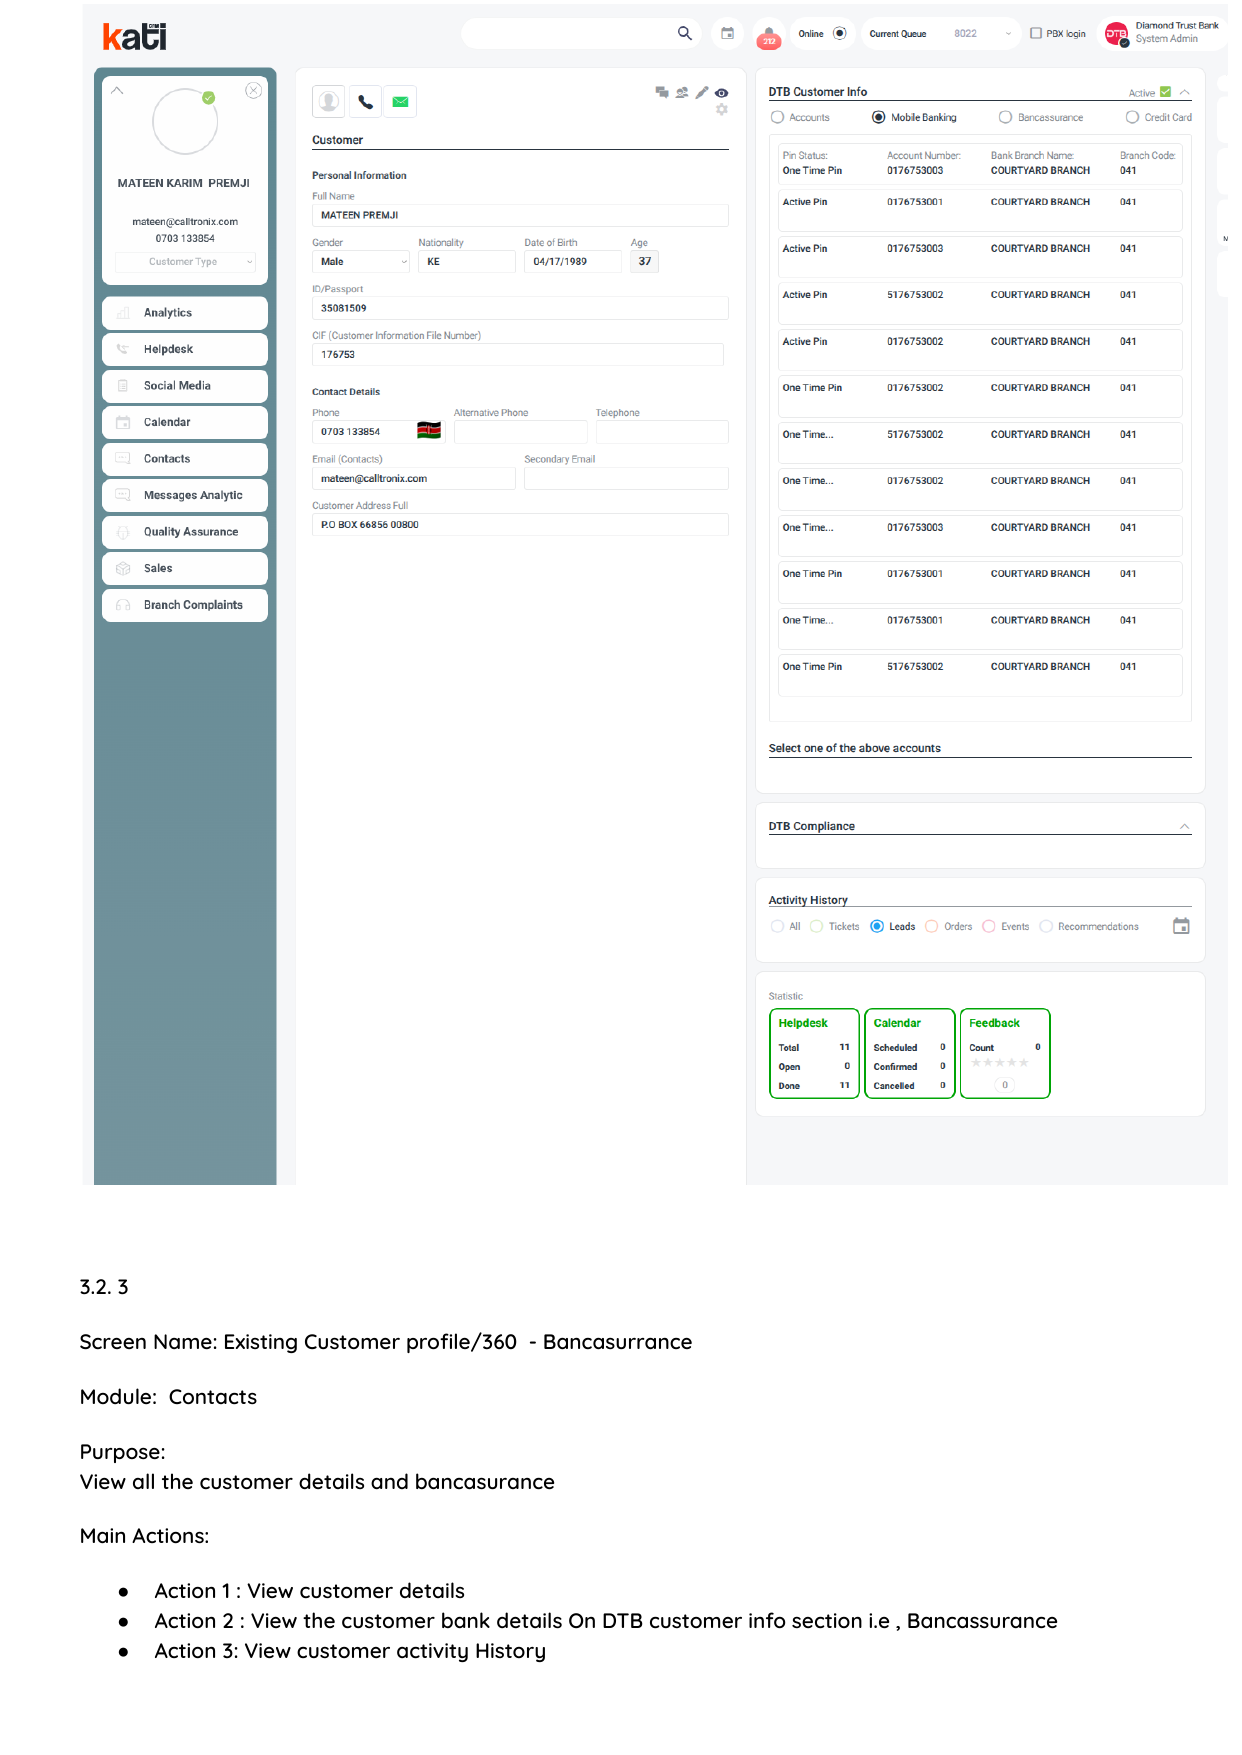 kati CRM
212
Online
Current Queue 8022
PBX login
DTB
Diamond Trust Bank
System Admin
MATEEN KARIM PREMJI
mateen@calltronix.com
0703 133854
Customer Type
Analytics
Helpdesk
Social Media
Calendar
Contacts
Messages Analytic
Quality Assurance
Sales
Branch Complaints
Customer
Personal Information
Full Name
MATEEN PREMJI
Gender Nationality Date of Birth Age
Male KE 04/17/1989 37
ID/Passport
35081509
CIF (Customer Information File Number)
176753
Contact Details
Phone Alternative Phone Telephone
0703 133854
Email (Contacts) Secondary Email
mateen@calltronix.com
Customer Address Full
P.O BOX 66856 00800
DTB Customer Info Active
Accounts Mobile Banking Bancassurance Credit Card
Pin Status: Account Number: Bank Branch Name: Branch Code:
One Time Pin 0176753003 COURTYARD BRANCH 041
Active Pin 0176753001 COURTYARD BRANCH 041
Active Pin 0176753003 COURTYARD BRANCH 041
Active Pin 5176753002 COURTYARD BRANCH 041
Active Pin 0176753002 COURTYARD BRANCH 041
One Time Pin 0176753002 COURTYARD BRANCH 041
One Time... 5176753002 COURTYARD BRANCH 041
One Time... 0176753002 COURTYARD BRANCH 041
One Time... 0176753003 COURTYARD BRANCH 041
One Time Pin 0176753001 COURTYARD BRANCH 041
One Time... 0176753001 COURTYARD BRANCH 041
One Time Pin 5176753002 COURTYARD BRANCH 041
Select one of the above accounts
DTB Compliance
Activity History
All Tickets Leads Orders Events Recommendations
Statistic
Helpdesk
Total 11
Open 0
Done 11
Calendar
Scheduled 0
Confirmed 0
Cancelled 0
Feedback
Count 0
0
3.2. 3
Screen Name: Existing Customer profile/360 - Bancasurrance
Module: Contacts
Purpose:
View all the customer details and bancasurance
Main Actions:
● Action 1 : View customer details
● Action 2 : View the customer bank details On DTB customer info section i.e , Bancassurance
● Action 3: View customer activity History